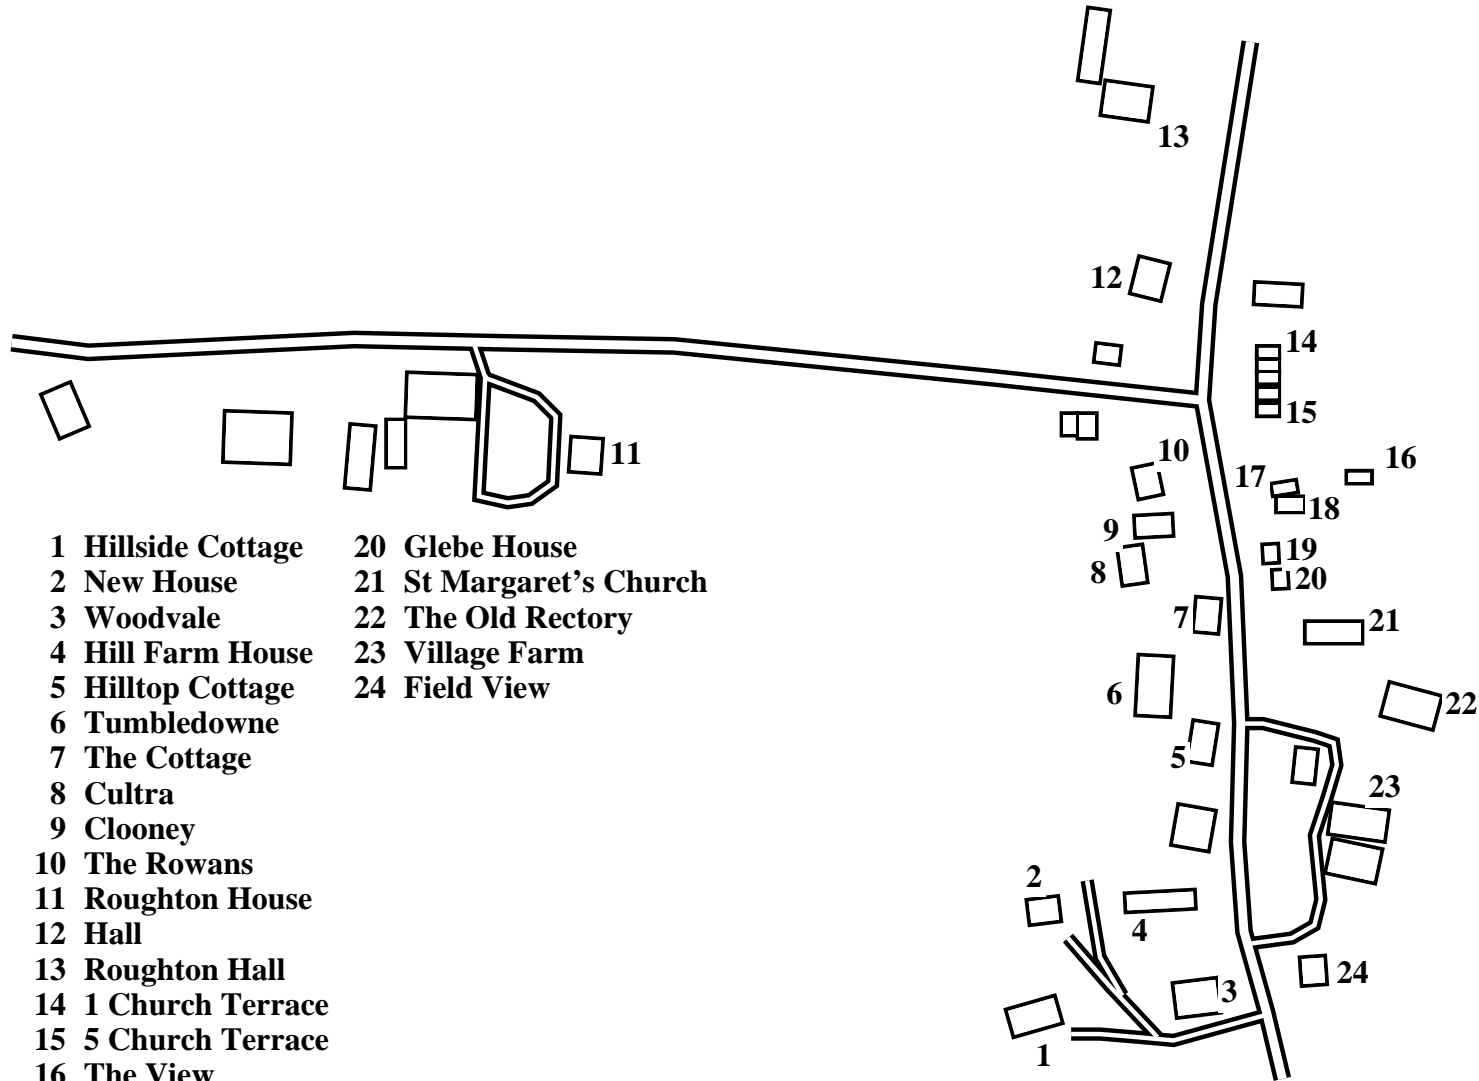 13
12
14
15
11
10
16
17
18
9
19
8
20
7
21
6
22
5
23
2
4
24
3
1
1 Hillside Cottage
2 New House
3 Woodvale
4 Hill Farm House
5 Hilltop Cottage
6 Tumbledowne
7 The Cottage
8 Cultra
9 Clooney
10 The Rowans
11 Roughton House
12 Hall
13 Roughton Hall
14 1 Church Terrace
15 5 Church Terrace
16 The View
20 Glebe House
21 St Margaret’s Church
22 The Old Rectory
23 Village Farm
24 Field View